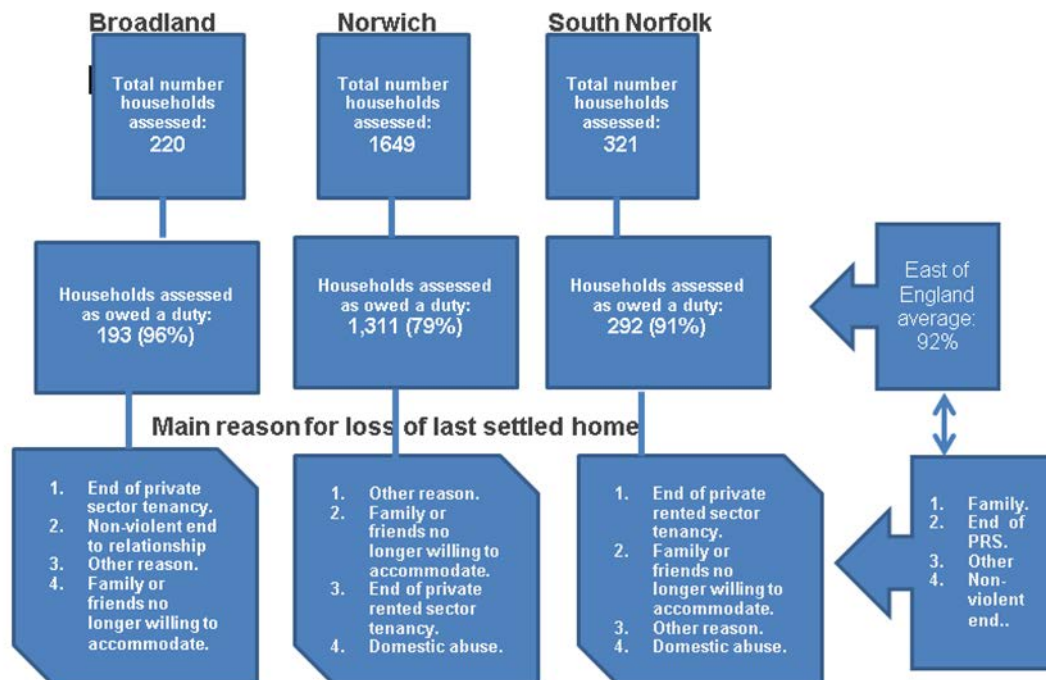 Broadland
Norwich
South Norfolk
Total number
households
assessed:
220
Total number
households
assessed:
1649
Total number
households
assessed:
321
Households assessed
as owed a duty:
193 (96%)
Households assessed
as owed a duty:
1,311 (79%)
Households assessed
as owed a duty:
292 (91%)
East of
England
average:
92%
Main reason for loss of last settled home
1. End of private
sector tenancy.
2. Non-violent end
to relationship
3. Other reason.
4. Family or
friends no
longer willing to
accommodate.
1. Other reason.
2. Family or
friends no
longer willing to
accommodate.
3. End of private
rented sector
tenancy.
4. Domestic abuse.
1. End of private
rented sector
tenancy.
2. Family or
friends no
longer willing to
accommodate.
3. Other reason.
4. Domestic abuse.
1. Family.
2. End of
PRS.
3. Other
4. Non-
violent
end..